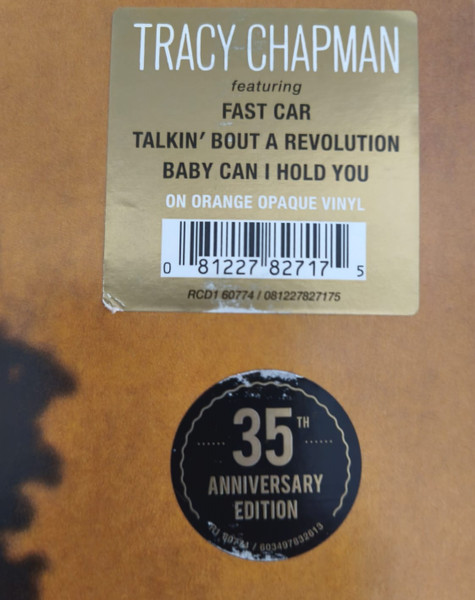 TRACY CHAPMAN
featuring
FAST CAR
TALKIN' BOUT A REVOLUTION
BABY CAN I HOLD YOU
ON ORANGE OPAQUE VINYL
0 81227 82717 5
RCD1 60774 / 081227827175
35TH
ANNIVERSARY
EDITION
/ 603497832613